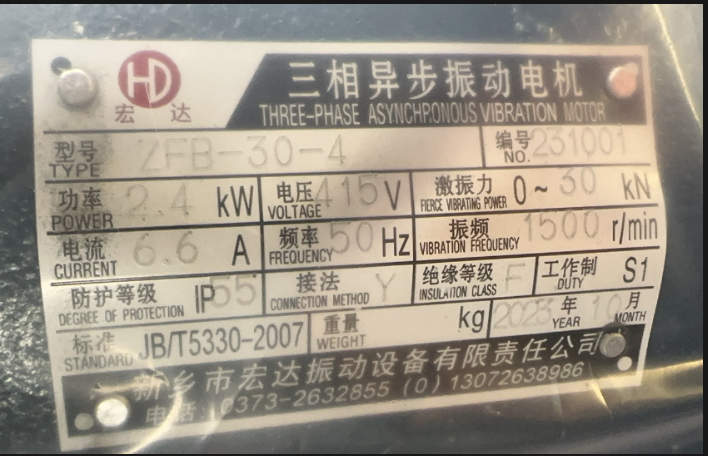 HD
宏 达
三相异步振动电机
THREE-PHASE ASYNCHPONOUS VIBRATION MOTOR
型号 TYPE ZFB-30-4 编号 NO. 231001
功率 POWER 2.4 kW 电压 VOLTAGE 415 V 激振力 FIERCE VIBRATING POWER 0~30 kN
电流 CURRENT 6.6 A 频率 FREQUENCY 50 Hz 振频 VIBRATION FREQUENCY 1500 r/min
防护等级 DEGREE OF PROTECTION IP55 接法 CONNECTION METHOD Y 绝缘等级 INSULATION CLASS F 工作制 DUTY S1
标准 STANDARD JB/T5330-2007 重量 WEIGHT kg 2023 年 YEAR 10 月 MONTH
新乡市宏达振动设备有限责任公司
电话:0373-2632855 (0) 13072638986